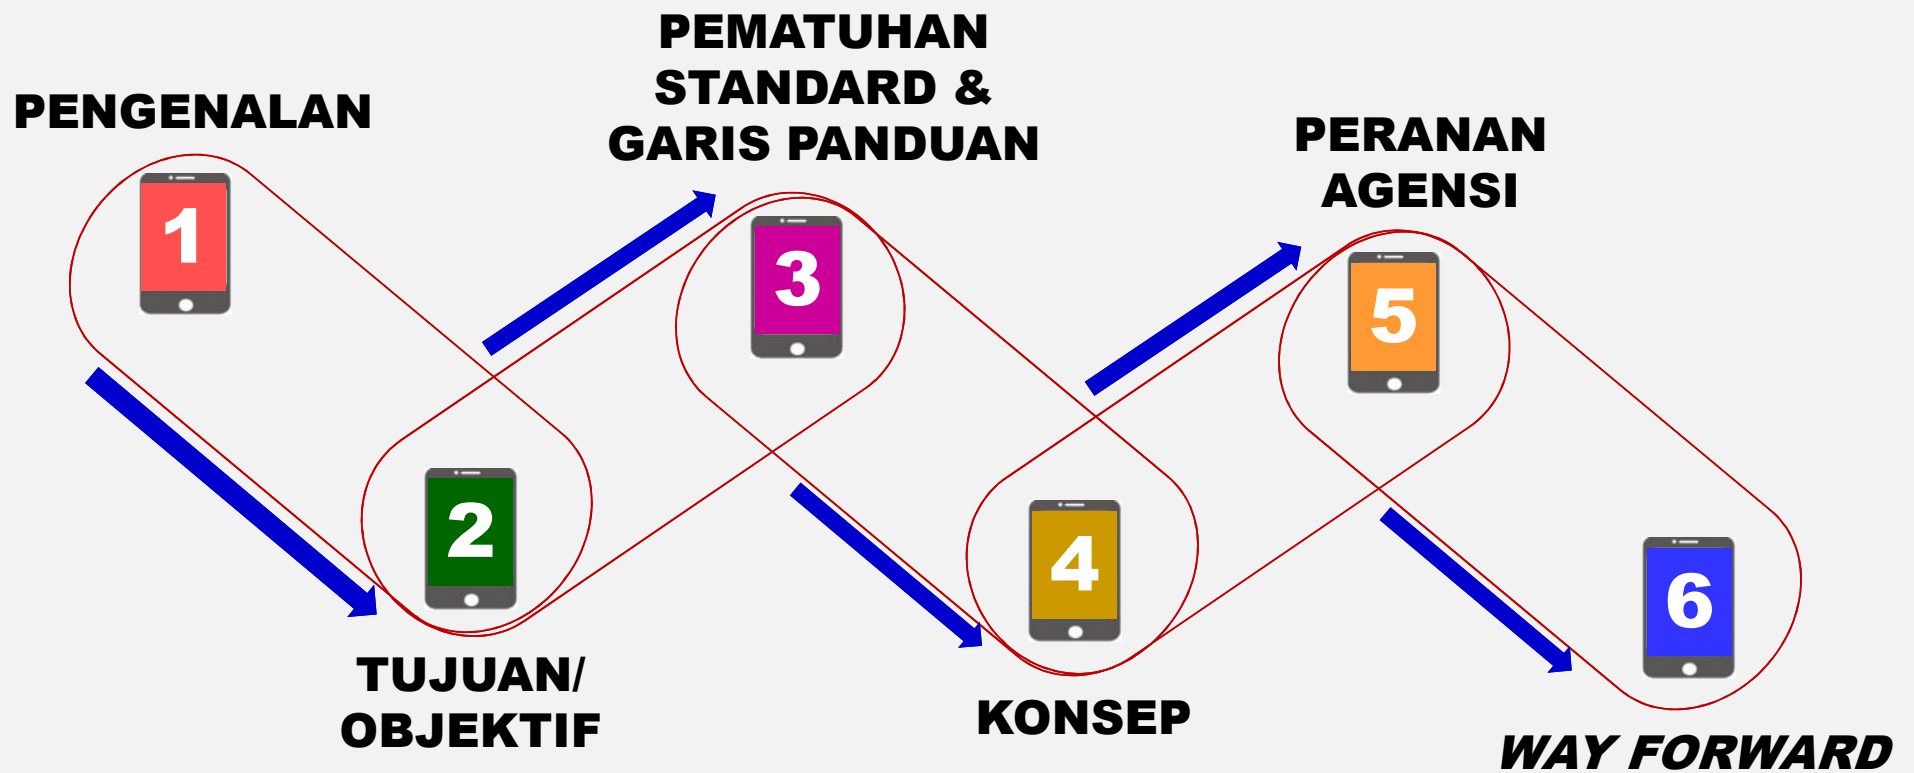 PENGENALAN
1
2
TUJUAN/
OBJEKTIF
PEMATUHAN
STANDARD &
GARIS PANDUAN
3
4
KONSEP
PERANAN
AGENSI
5
6
WAY FORWARD